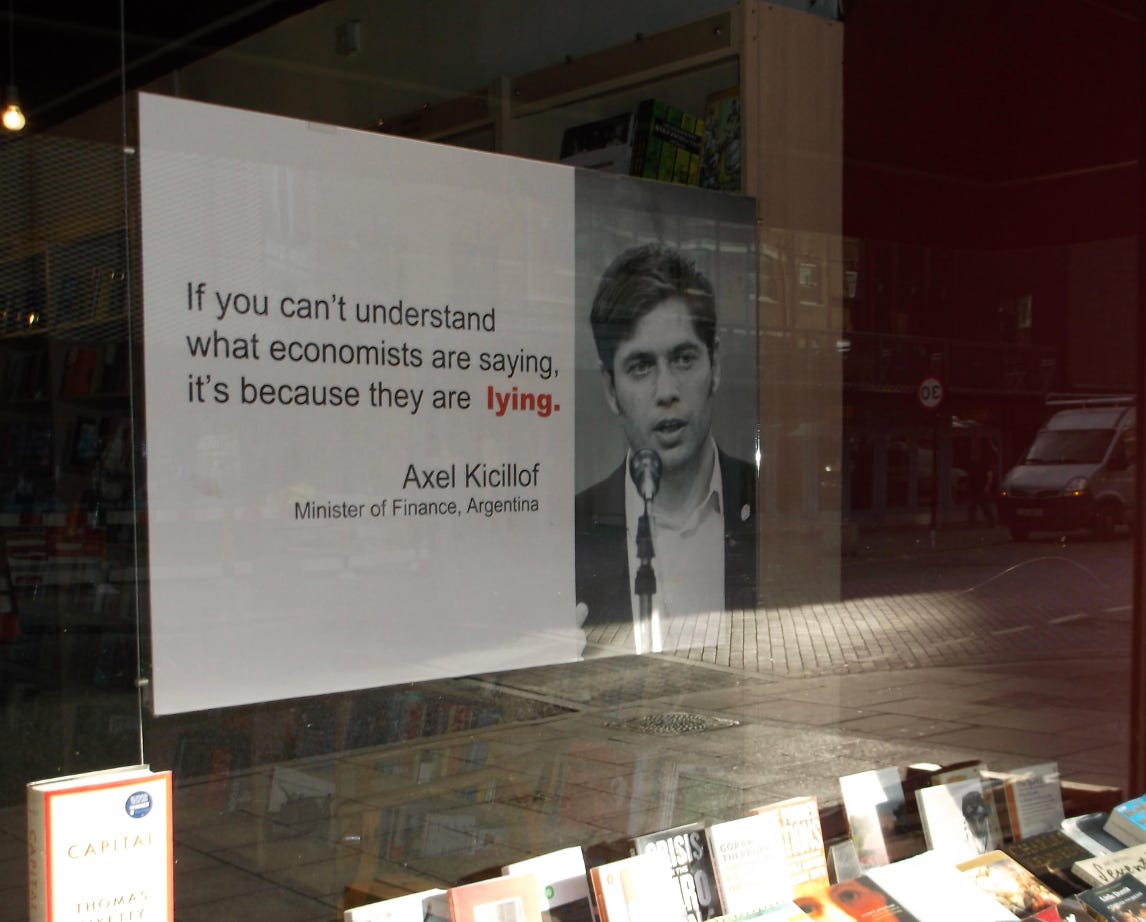 If you can't understand
what economists are saying,
it's because they are lying.
Axel Kicillof
Minister of Finance, Argentina
30
CAPITAL
THOMAS
PIKETTY
GORAN
THERBORN